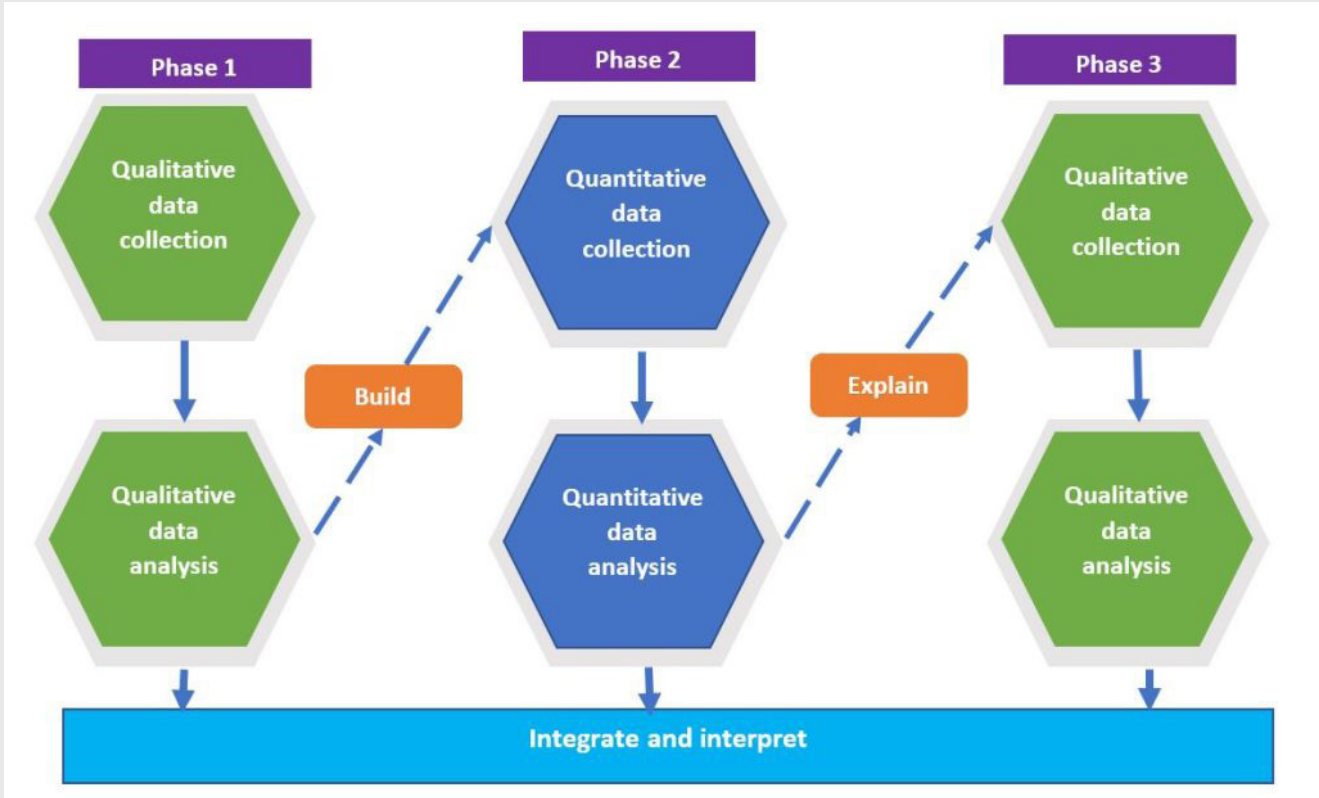 Phase 1
Phase 2
Phase 3
Qualitative
data
collection
Quantitative
data
collection
Qualitative
data
collection
Build
Explain
Qualitative
data
analysis
Quantitative
data
analysis
Qualitative
data
analysis
Integrate and interpret